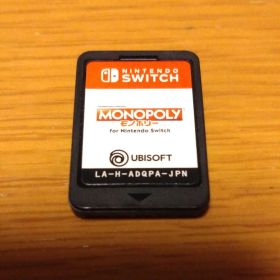 NINTENDO
SWITCH
MONOPOLY
モノポリー
for Nintendo Switch
UBISOFT
LA-H-ADQPA-JPN